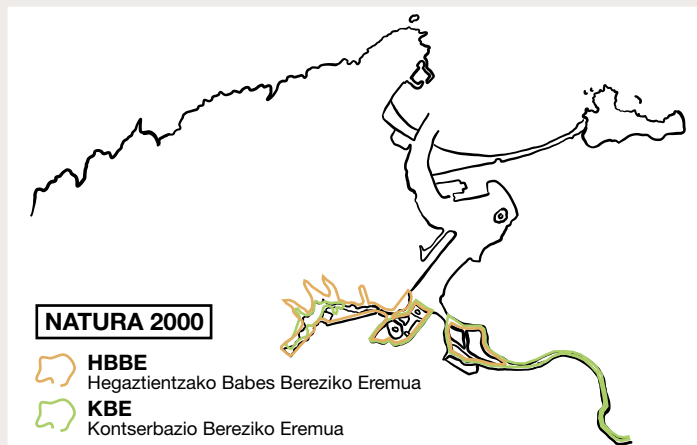 NATURA 2000
HBBE
Hegaztientzako Babes Bereziko Eremua
KBE
Kontserbazio Bereziko Eremua